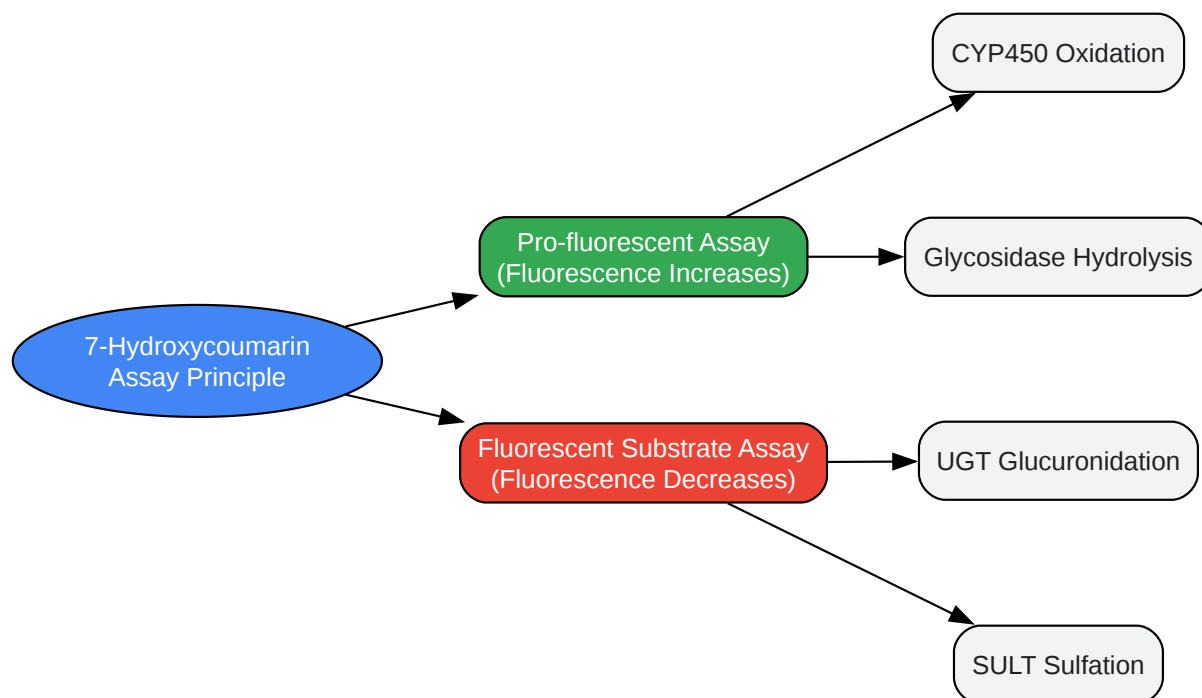 7-Hydroxycoumarin
Assay Principle
Pro-fluorescent Assay
(Fluorescence Increases)
Fluorescent Substrate Assay
(Fluorescence Decreases)
CYP450 Oxidation
Glycosidase Hydrolysis
UGT Glucuronidation
SULT Sulfation